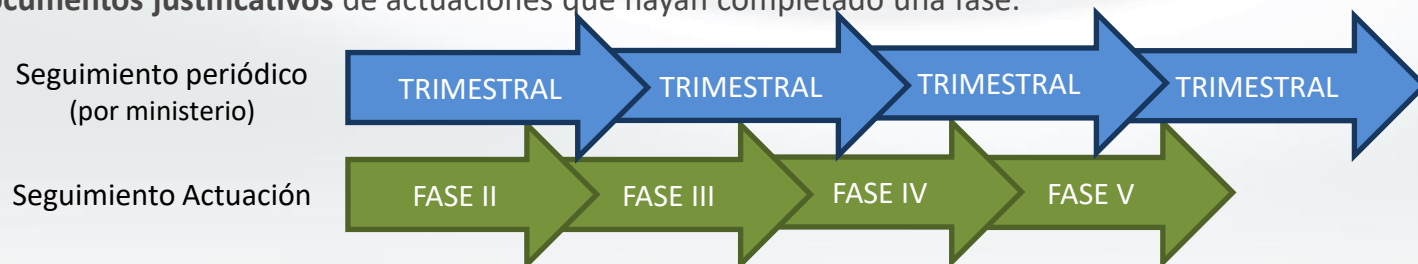 justificativos de actuaciones que hayan completado una fase.
Seguimiento periódico
(por ministerio)
TRIMESTRAL TRIMESTRAL TRIMESTRAL TRIMESTRAL
Seguimiento Actuación
FASE II FASE III FASE IV FASE V